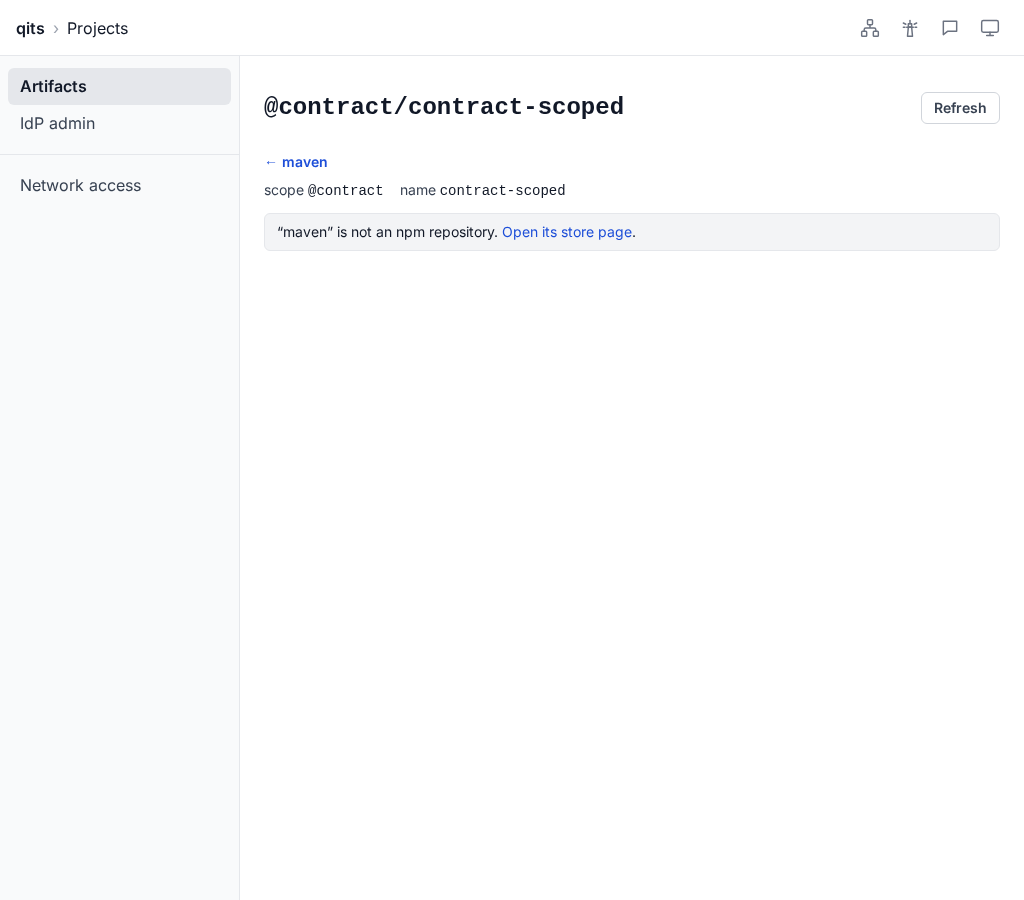 qits › Projects
Artifacts
IdP admin
Network access
@contract/contract-scoped
Refresh
← maven
scope @contract name contract-scoped
“maven” is not an npm repository. Open its store page.